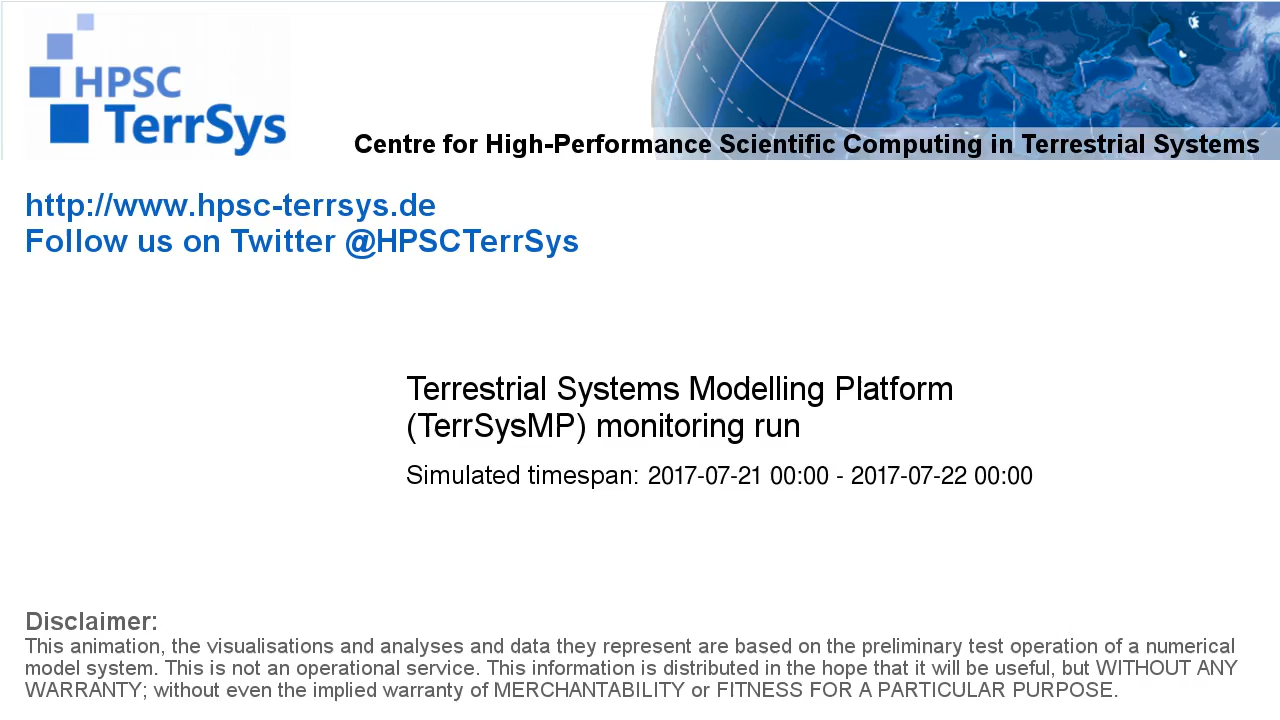 HPSC
TerrSys
Centre for High-Performance Scientific Computing in Terrestrial Systems
http://www.hpsc-terrsys.de
Follow us on Twitter @HPSCTerrSys
Terrestrial Systems Modelling Platform
(TerrSysMP) monitoring run
Simulated timespan: 2017-07-21 00:00 - 2017-07-22 00:00
Disclaimer:
This animation, the visualisations and analyses and data they represent are based on the preliminary test operation of a numerical
model system. This is not an operational service. This information is distributed in the hope that it will be useful, but WITHOUT ANY
WARRANTY; without even the implied warranty of MERCHANTABILITY or FITNESS FOR A PARTICULAR PURPOSE.